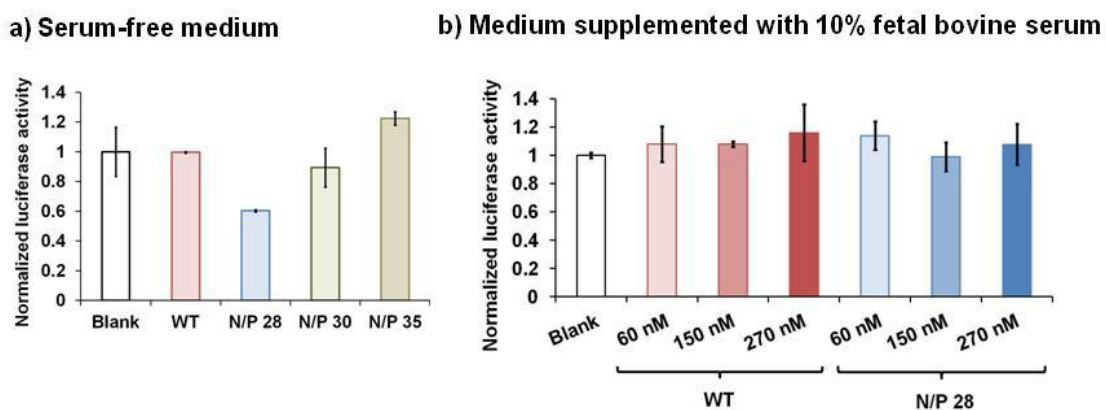 a) Serum-free medium
b) Medium supplemented with 10% fetal bovine serum
Normalized luciferase activity
1.4
1.2
1
0.8
0.6
0.4
0.2
0
Blank WT N/P 28 N/P 30 N/P 35
Normalized luciferase activity
1.4
1.2
1
0.8
0.6
0.4
0.2
0
Blank 60 nM 150 nM 270 nM 60 nM 150 nM 270 nM
WT N/P 28